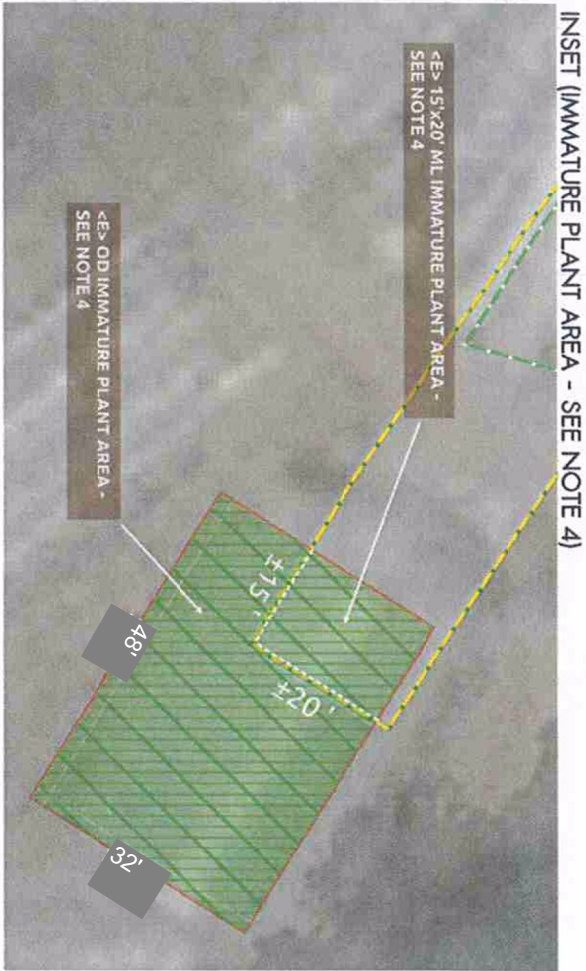 INSET (IMMATURE PLANT AREA - SEE NOTE 4)
<E> 15'x20' ML IMMATURE PLANT AREA -
SEE NOTE 4
<E> OD IMMATURE PLANT AREA -
SEE NOTE 4
±15'
±20'
48'
32'